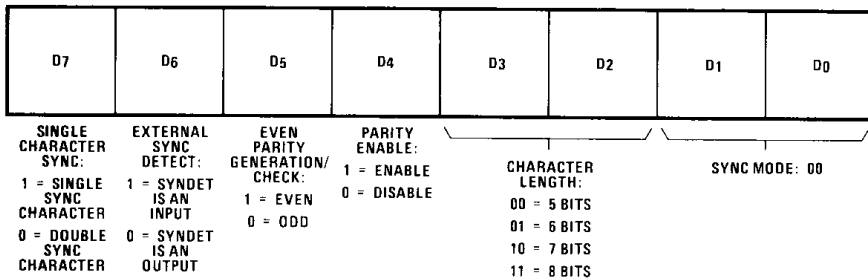 D7 D6 D5 D4 D3 D2 D1 D0
SINGLE
CHARACTER
SYNC:
1 = SINGLE
SYNC
CHARACTER
0 = DOUBLE
SYNC
CHARACTER
EXTERNAL
SYNC
DETECT:
1 = SYNDET
IS AN
INPUT
0 = SYNDET
IS AN
OUTPUT
EVEN
PARITY
GENERATION/
CHECK:
1 = EVEN
0 = ODD
PARITY
ENABLE:
1 = ENABLE
0 = DISABLE
CHARACTER
LENGTH:
00 = 5 BITS
01 = 6 BITS
10 = 7 BITS
11 = 8 BITS
SYNC MODE: 00